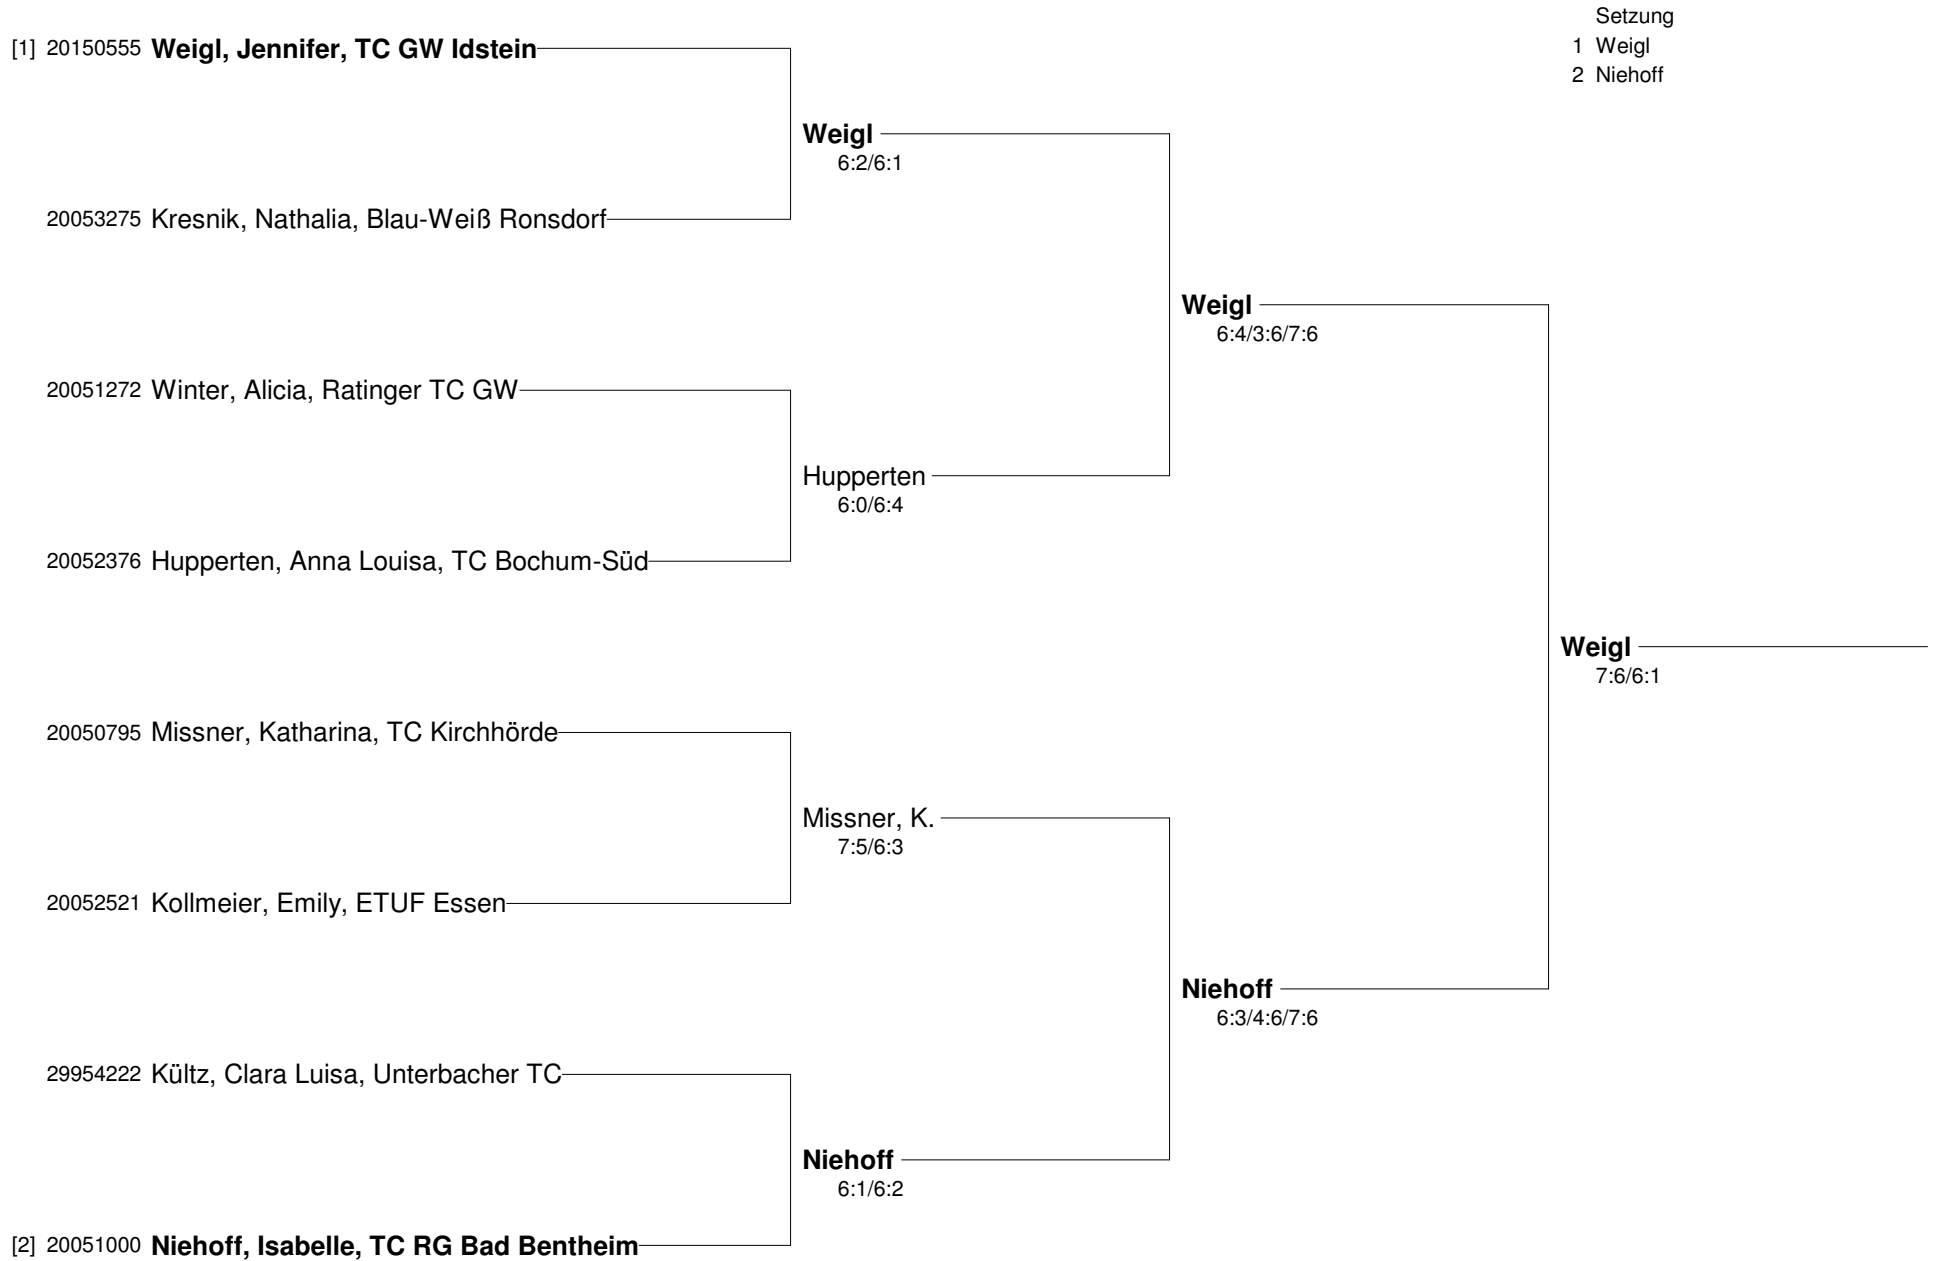 Setzung
1 Weigl
2 Niehoff
[1] 20150555 Weigl, Jennifer, TC GW Idstein
Weigl
6:2/6:1
20053275 Kresnik, Nathalia, Blau-Weiß Ronsdorf
Weigl
6:4/3:6/7:6
20051272 Winter, Alicia, Ratinger TC GW
Hupperten
6:0/6:4
20052376 Hupperten, Anna Louisa, TC Bochum-Süd
Weigl
7:6/6:1
20050795 Missner, Katharina, TC Kirchhörde
Missner, K.
7:5/6:3
20052521 Kollmeier, Emily, ETUF Essen
Niehoff
6:3/4:6/7:6
29954222 Kültz, Clara Luisa, Unterbacher TC
Niehoff
6:1/6:2
[2] 20051000 Niehoff, Isabelle, TC RG Bad Bentheim